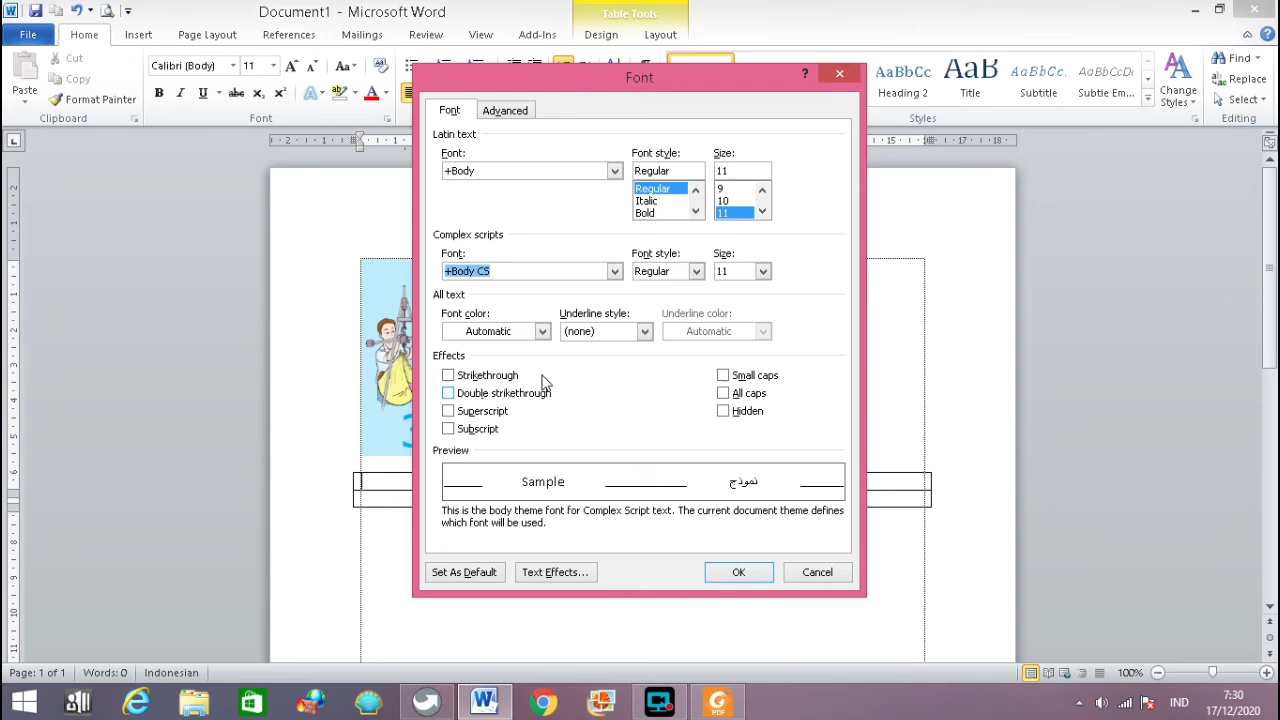 Document1 - Microsoft Word
Table Tools
File Home Insert Page Layout References Mailings Review View Add-Ins Design Layout
Cut
Copy
Format Painter
Paste
Clipboard
Calibri (Body) 11
Font
AaBbCc AaB AaBbCc. AaBbCcDc
Heading 2 Title Subtitle Subtle Em...
Change
Styles
Styles
Find
Replace
Select
Editing
Font
Font Advanced
Latin text
Font: Font style: Size:
+Body Regular 11
Regular 9
Italic 10
Bold 11
Complex scripts
Font: Font style: Size:
+Body CS Regular 11
All text
Font color: Underline style: Underline color:
Automatic (none) Automatic
Effects
Strikethrough Small caps
Double strikethrough All caps
Superscript Hidden
Subscript
Preview
Sample نموذج
This is the body theme font for Complex Script text. The current document theme defines
which font will be used.
Set As Default Text Effects... OK Cancel
Page: 1 of 1 Words: 0 Indonesian 100%
IND
7:30
17/12/2020